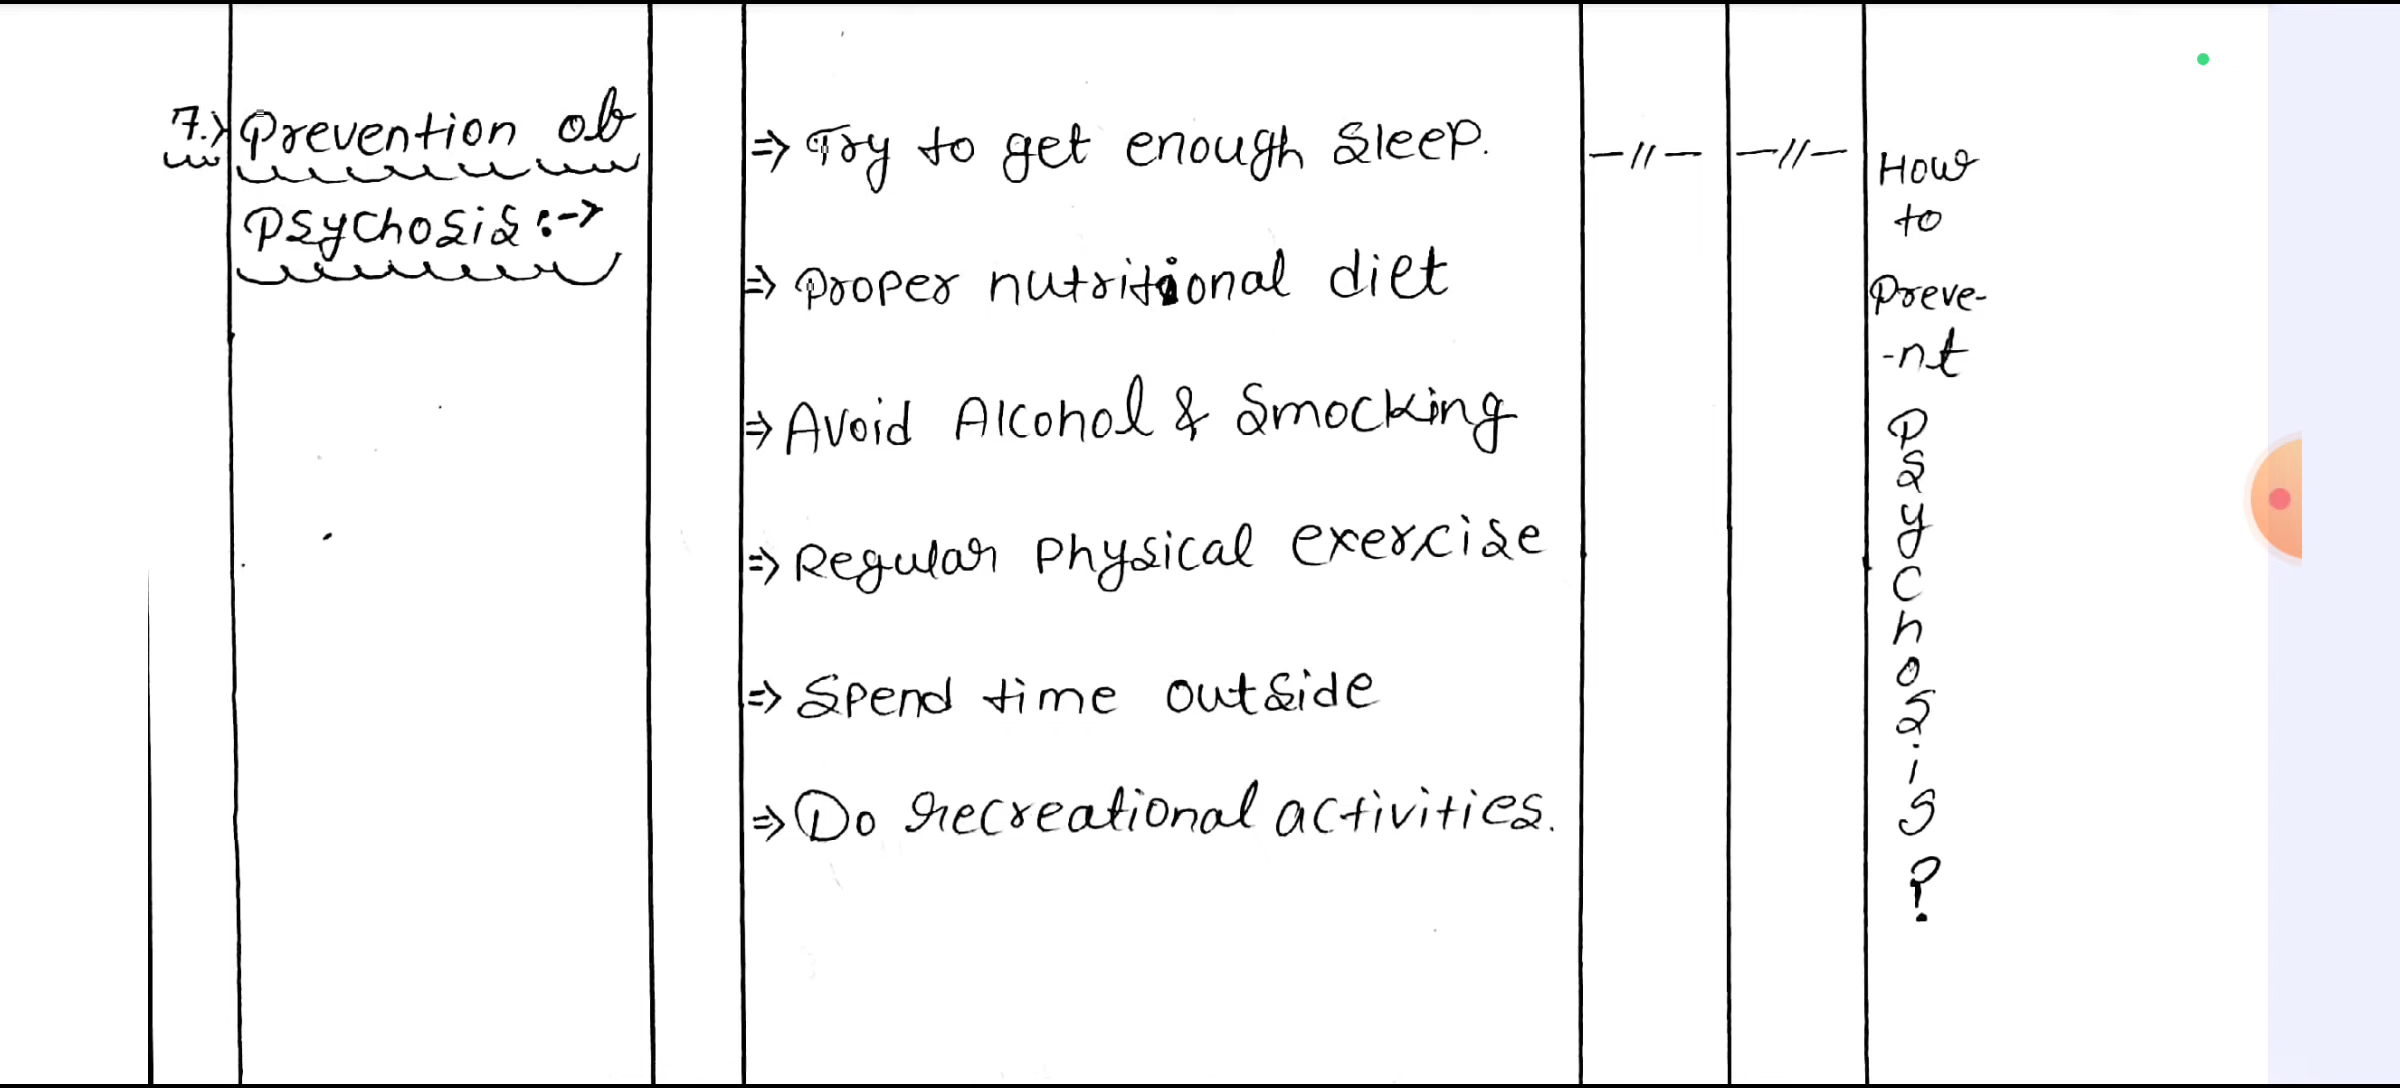 7.) Prevention of
Psychosis :->
=> Try to get enough sleep.
=> Proper nutritional diet
=> Avoid Alcohol & Smocking
=> Regular Physical exercise
=> Spend time outside
=> Do recreational activities.
-//-
-//-
How
to
Preve-
-nt
P
s
y
c
h
o
s
i
s
?